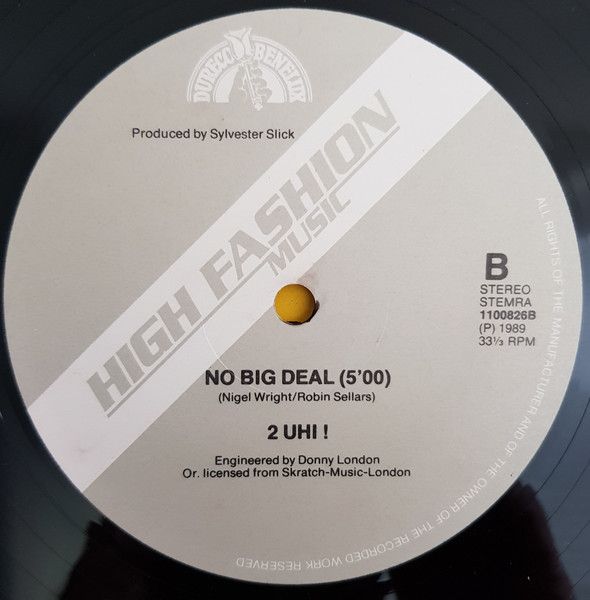 DURECO BENELUX
Produced by Sylvester Slick
HIGH FASHION
MUSIC
B
STEREO
STEMRA
1100826B
(P) 1989
33⅓ RPM
NO BIG DEAL (5'00)
(Nigel Wright/Robin Sellars)
2 UHI !
Engineered by Donny London
Or. licensed from Skratch-Music-London
ALL RIGHTS OF THE MANUFACTURER AND OF THE OWNER OF THE RECORDED WORK RESERVED